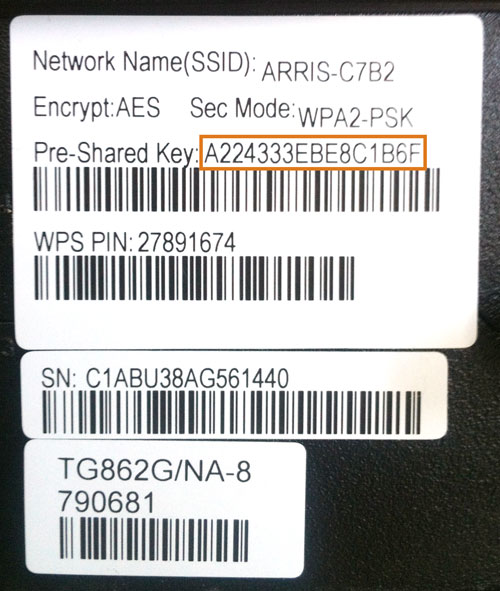 Network Name(SSID): ARRIS-C7B2
Encrypt:AES Sec Mode:WPA2-PSK
Pre-Shared Key:A224333EBE8C1B6F
WPS PIN:27891674
SN: C1ABU38AG561440
TG862G/NA-8
790681